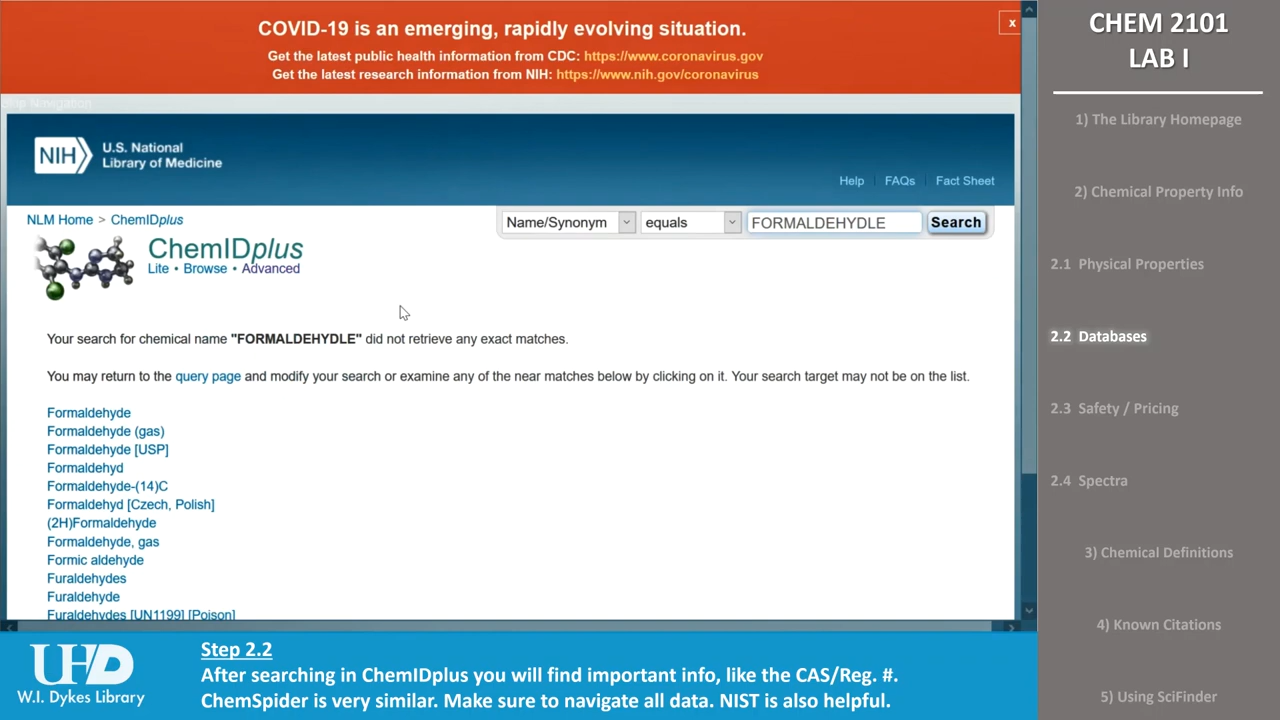 COVID-19 is an emerging, rapidly evolving situation.
Get the latest public health information from CDC: https://www.coronavirus.gov
Get the latest research information from NIH: https://www.nih.gov/coronavirus
x
Skip Navigation
NIH
U.S. National
Library of Medicine
Help
FAQs
Fact Sheet
NLM Home > ChemIDplus
Name/Synonym
equals
FORMALDEHYDLE
Search
ChemIDplus
Lite • Browse • Advanced
Your search for chemical name "FORMALDEHYDLE" did not retrieve any exact matches.
You may return to the query page and modify your search or examine any of the near matches below by clicking on it. Your search target may not be on the list.
Formaldehyde
Formaldehyde (gas)
Formaldehyde [USP]
Formaldehyd
Formaldehyde-(14)C
Formaldehyd [Czech, Polish]
(2H)Formaldehyde
Formaldehyde, gas
Formic aldehyde
Furaldehydes
Furaldehyde
Furaldehydes [UN1199] [Poison]
CHEM 2101
LAB I
1) The Library Homepage
2) Chemical Property Info
2.1 Physical Properties
2.2 Databases
2.3 Safety / Pricing
2.4 Spectra
3) Chemical Definitions
4) Known Citations
5) Using SciFinder
UHD
W.I. Dykes Library
Step 2.2
After searching in ChemIDplus you will find important info, like the CAS/Reg. #.
ChemSpider is very similar. Make sure to navigate all data. NIST is also helpful.